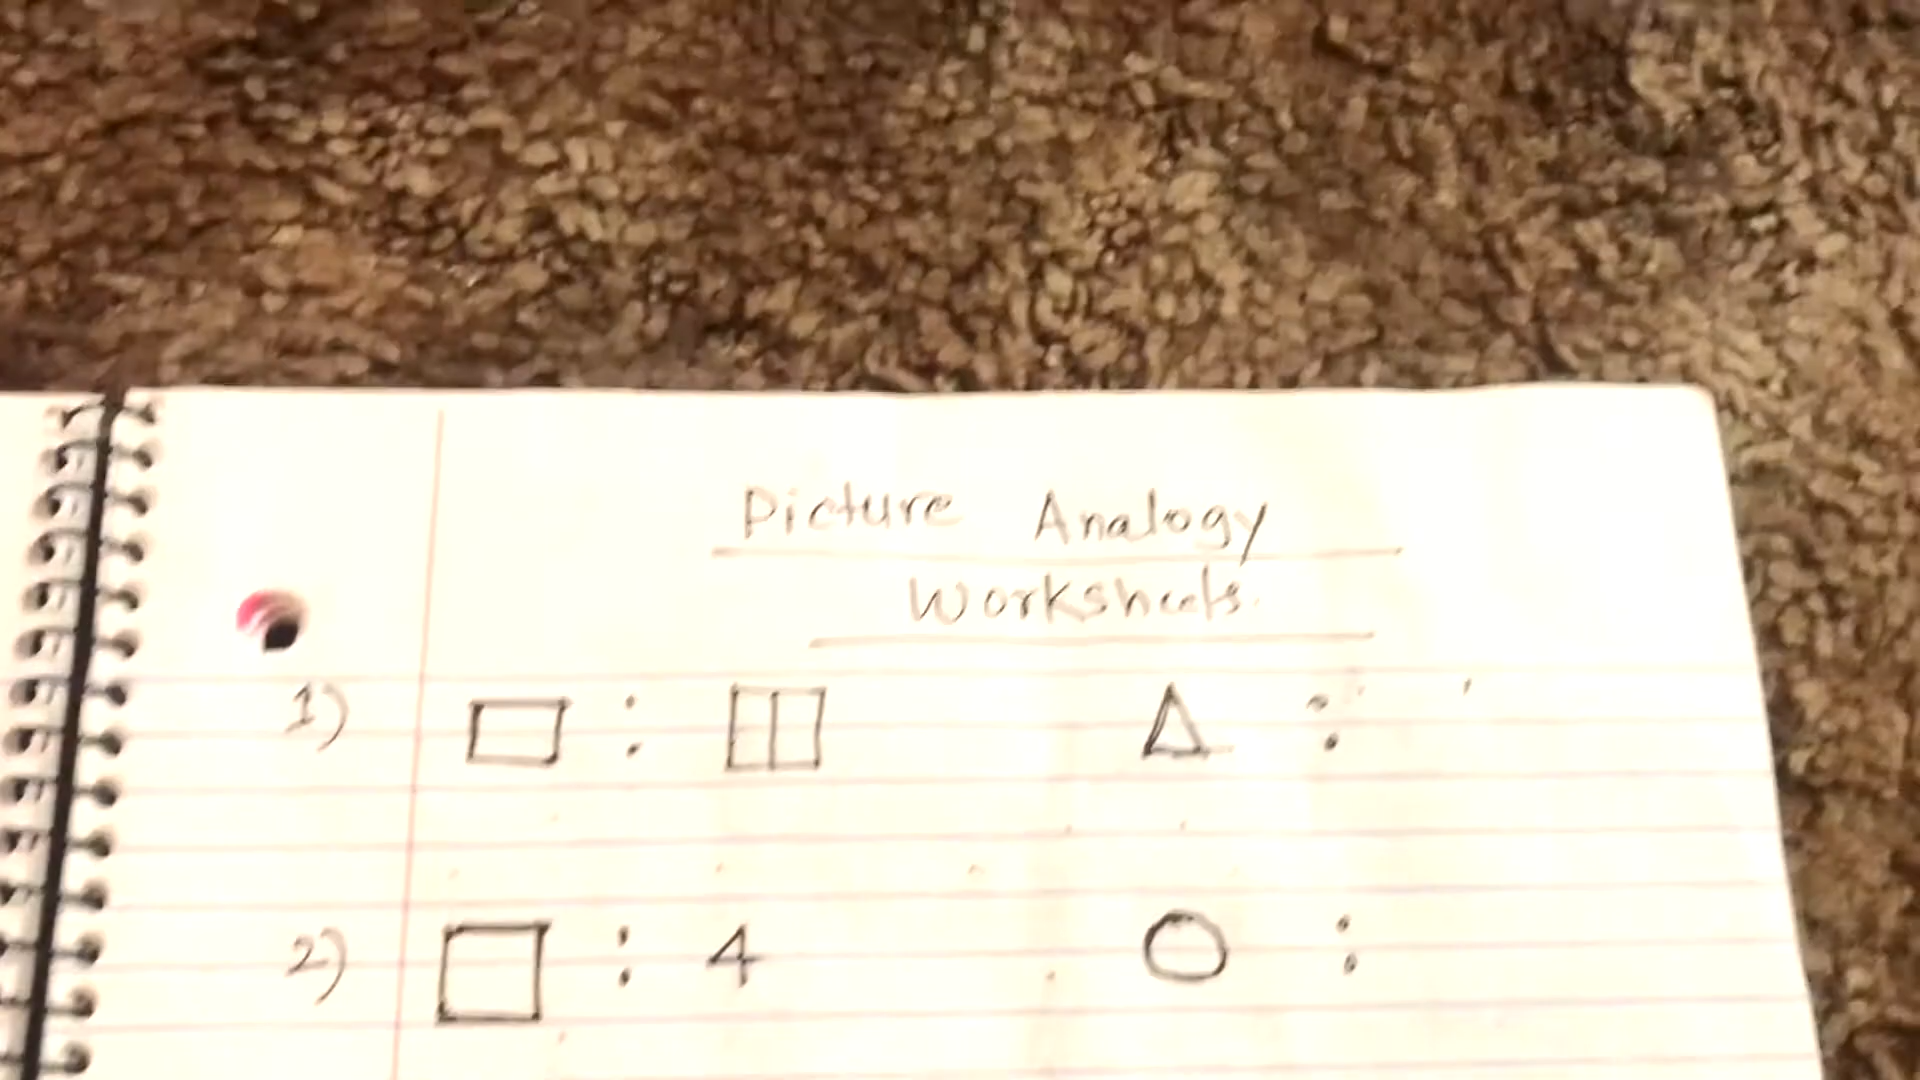 Picture Analogy
Worksheets.
1) : :
2) : 4 :